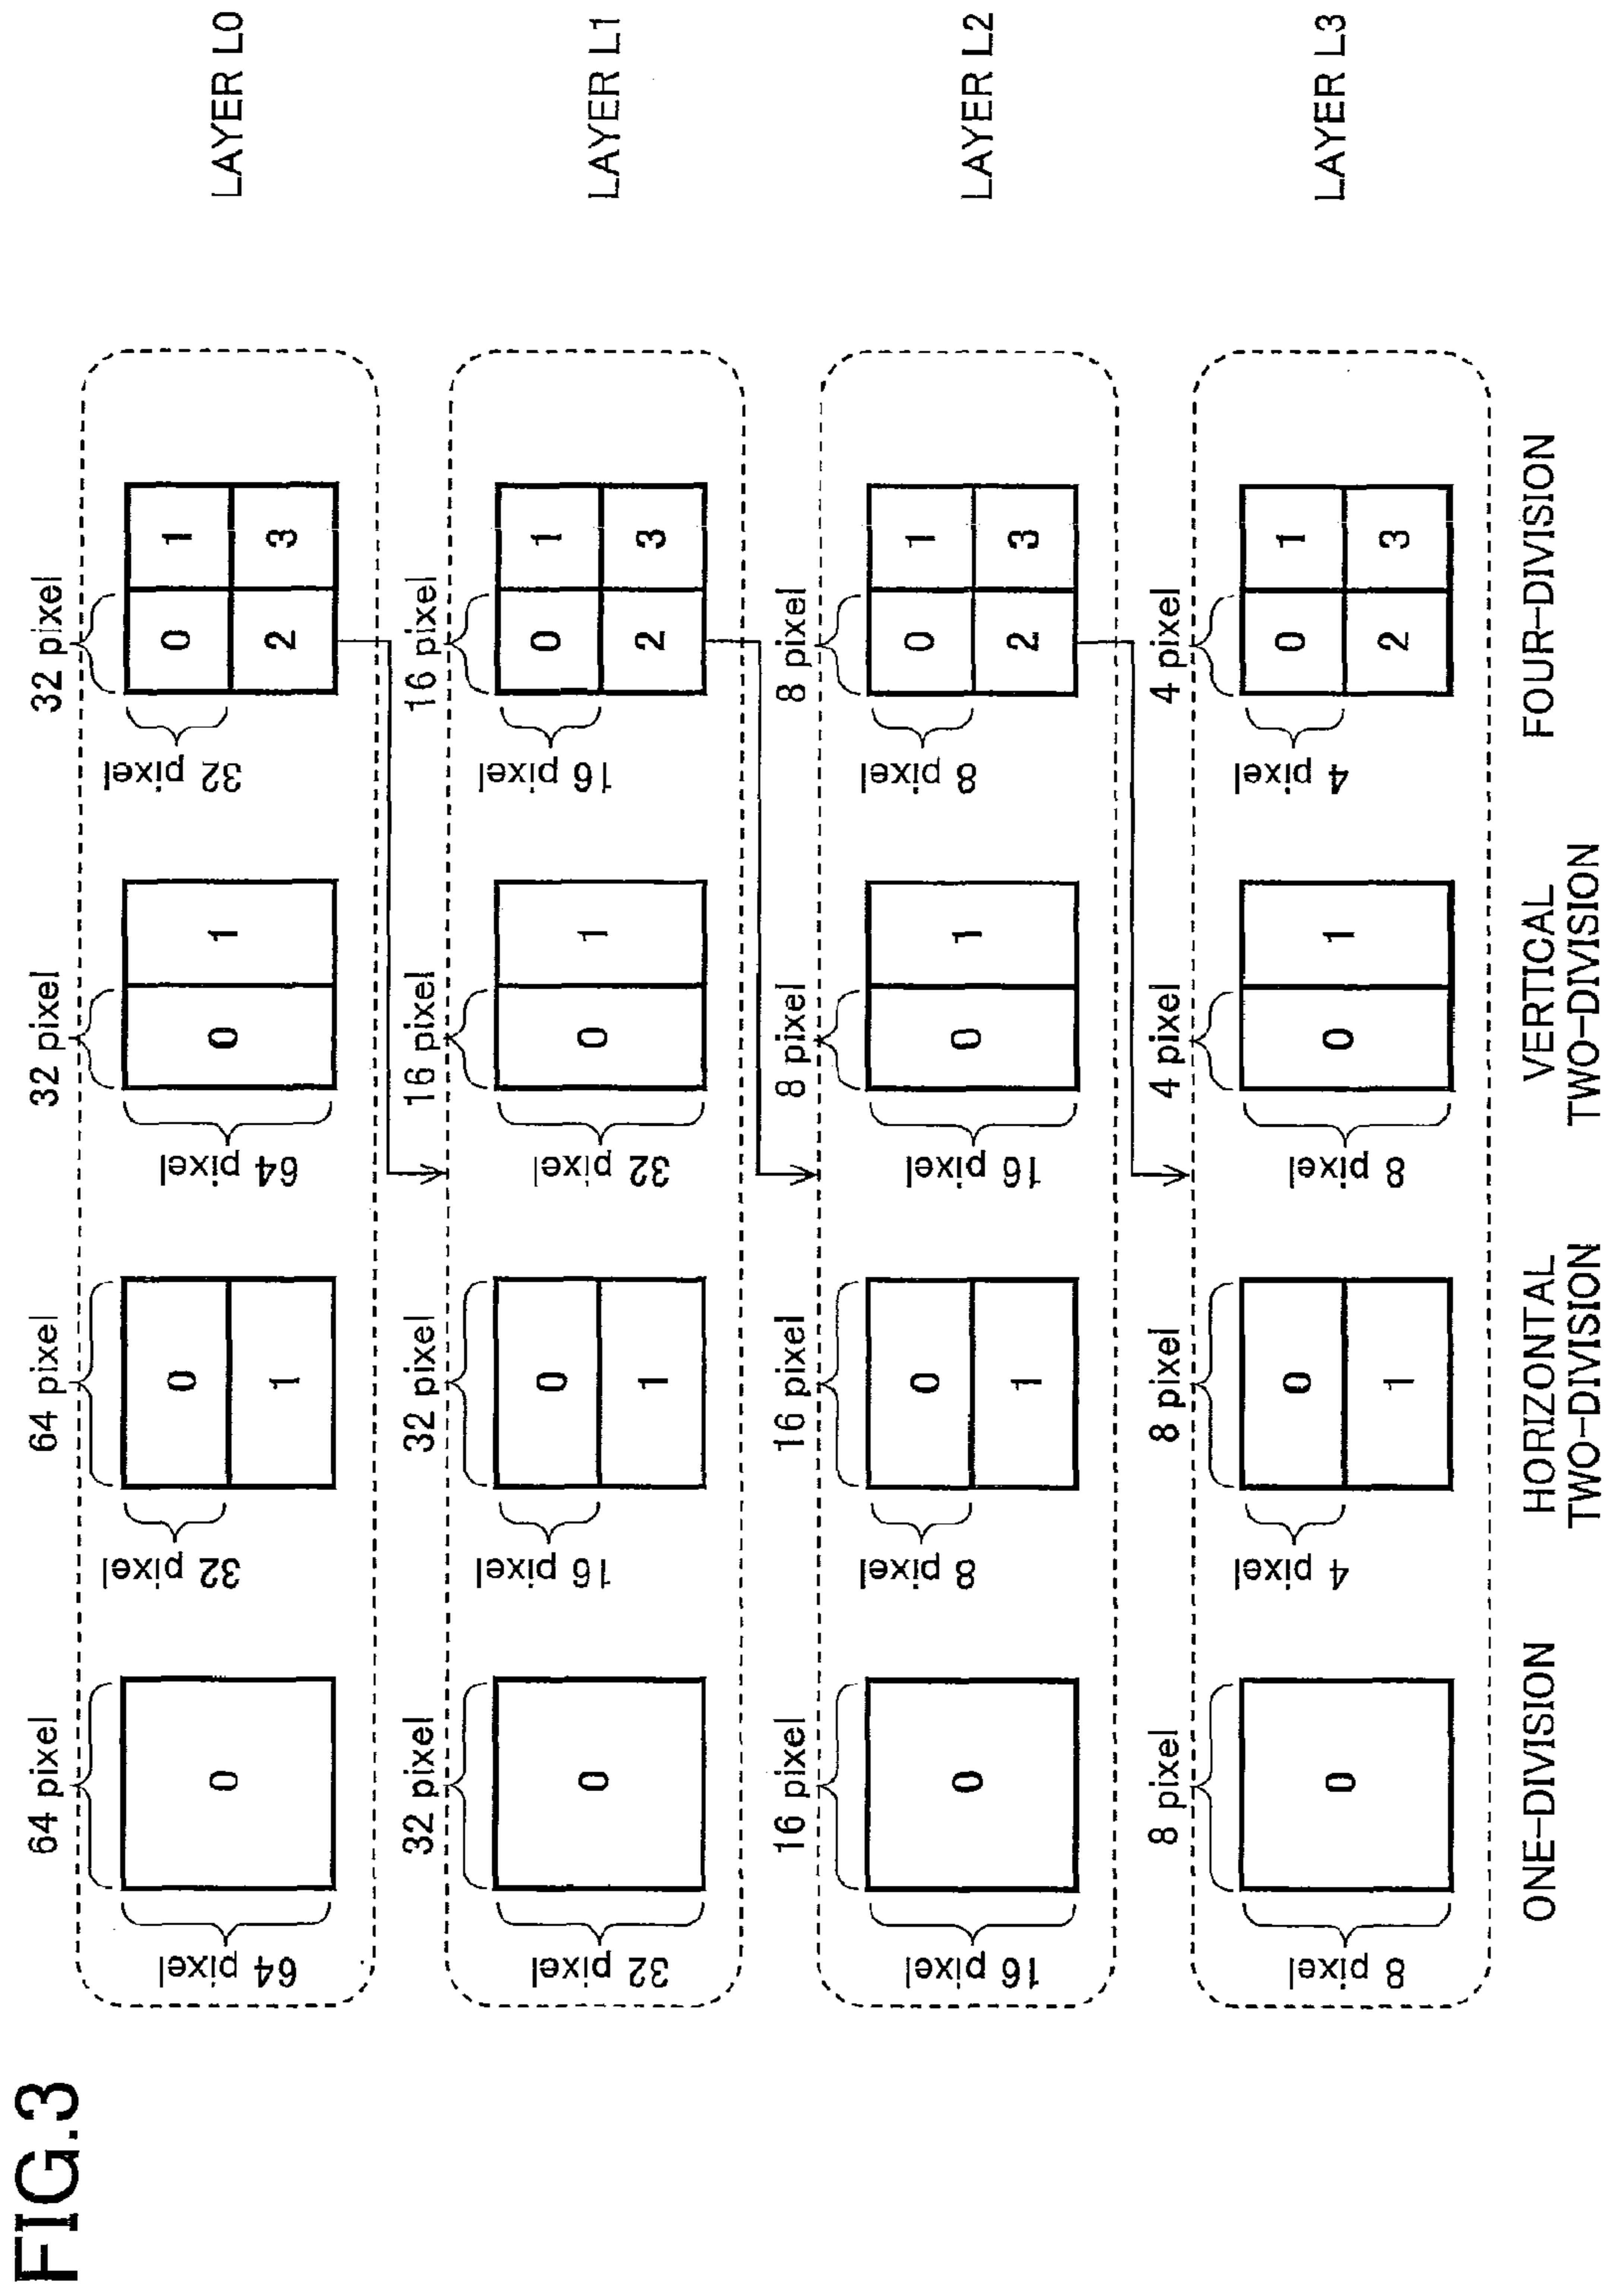 FIG.3
64 pixel
64 pixel
0
64 pixel
32 pixel
0
1
32 pixel
64 pixel
0
1
32 pixel
32 pixel
0
1
2
3
LAYER L0
32 pixel
32 pixel
0
32 pixel
16 pixel
0
1
16 pixel
32 pixel
0
1
16 pixel
16 pixel
0
1
2
3
LAYER L1
16 pixel
16 pixel
0
16 pixel
8 pixel
0
1
8 pixel
16 pixel
0
1
8 pixel
8 pixel
0
1
2
3
LAYER L2
8 pixel
8 pixel
0
8 pixel
4 pixel
0
1
4 pixel
8 pixel
0
1
4 pixel
4 pixel
0
1
2
3
LAYER L3
ONE-DIVISION
HORIZONTAL
TWO-DIVISION
VERTICAL
TWO-DIVISION
FOUR-DIVISION